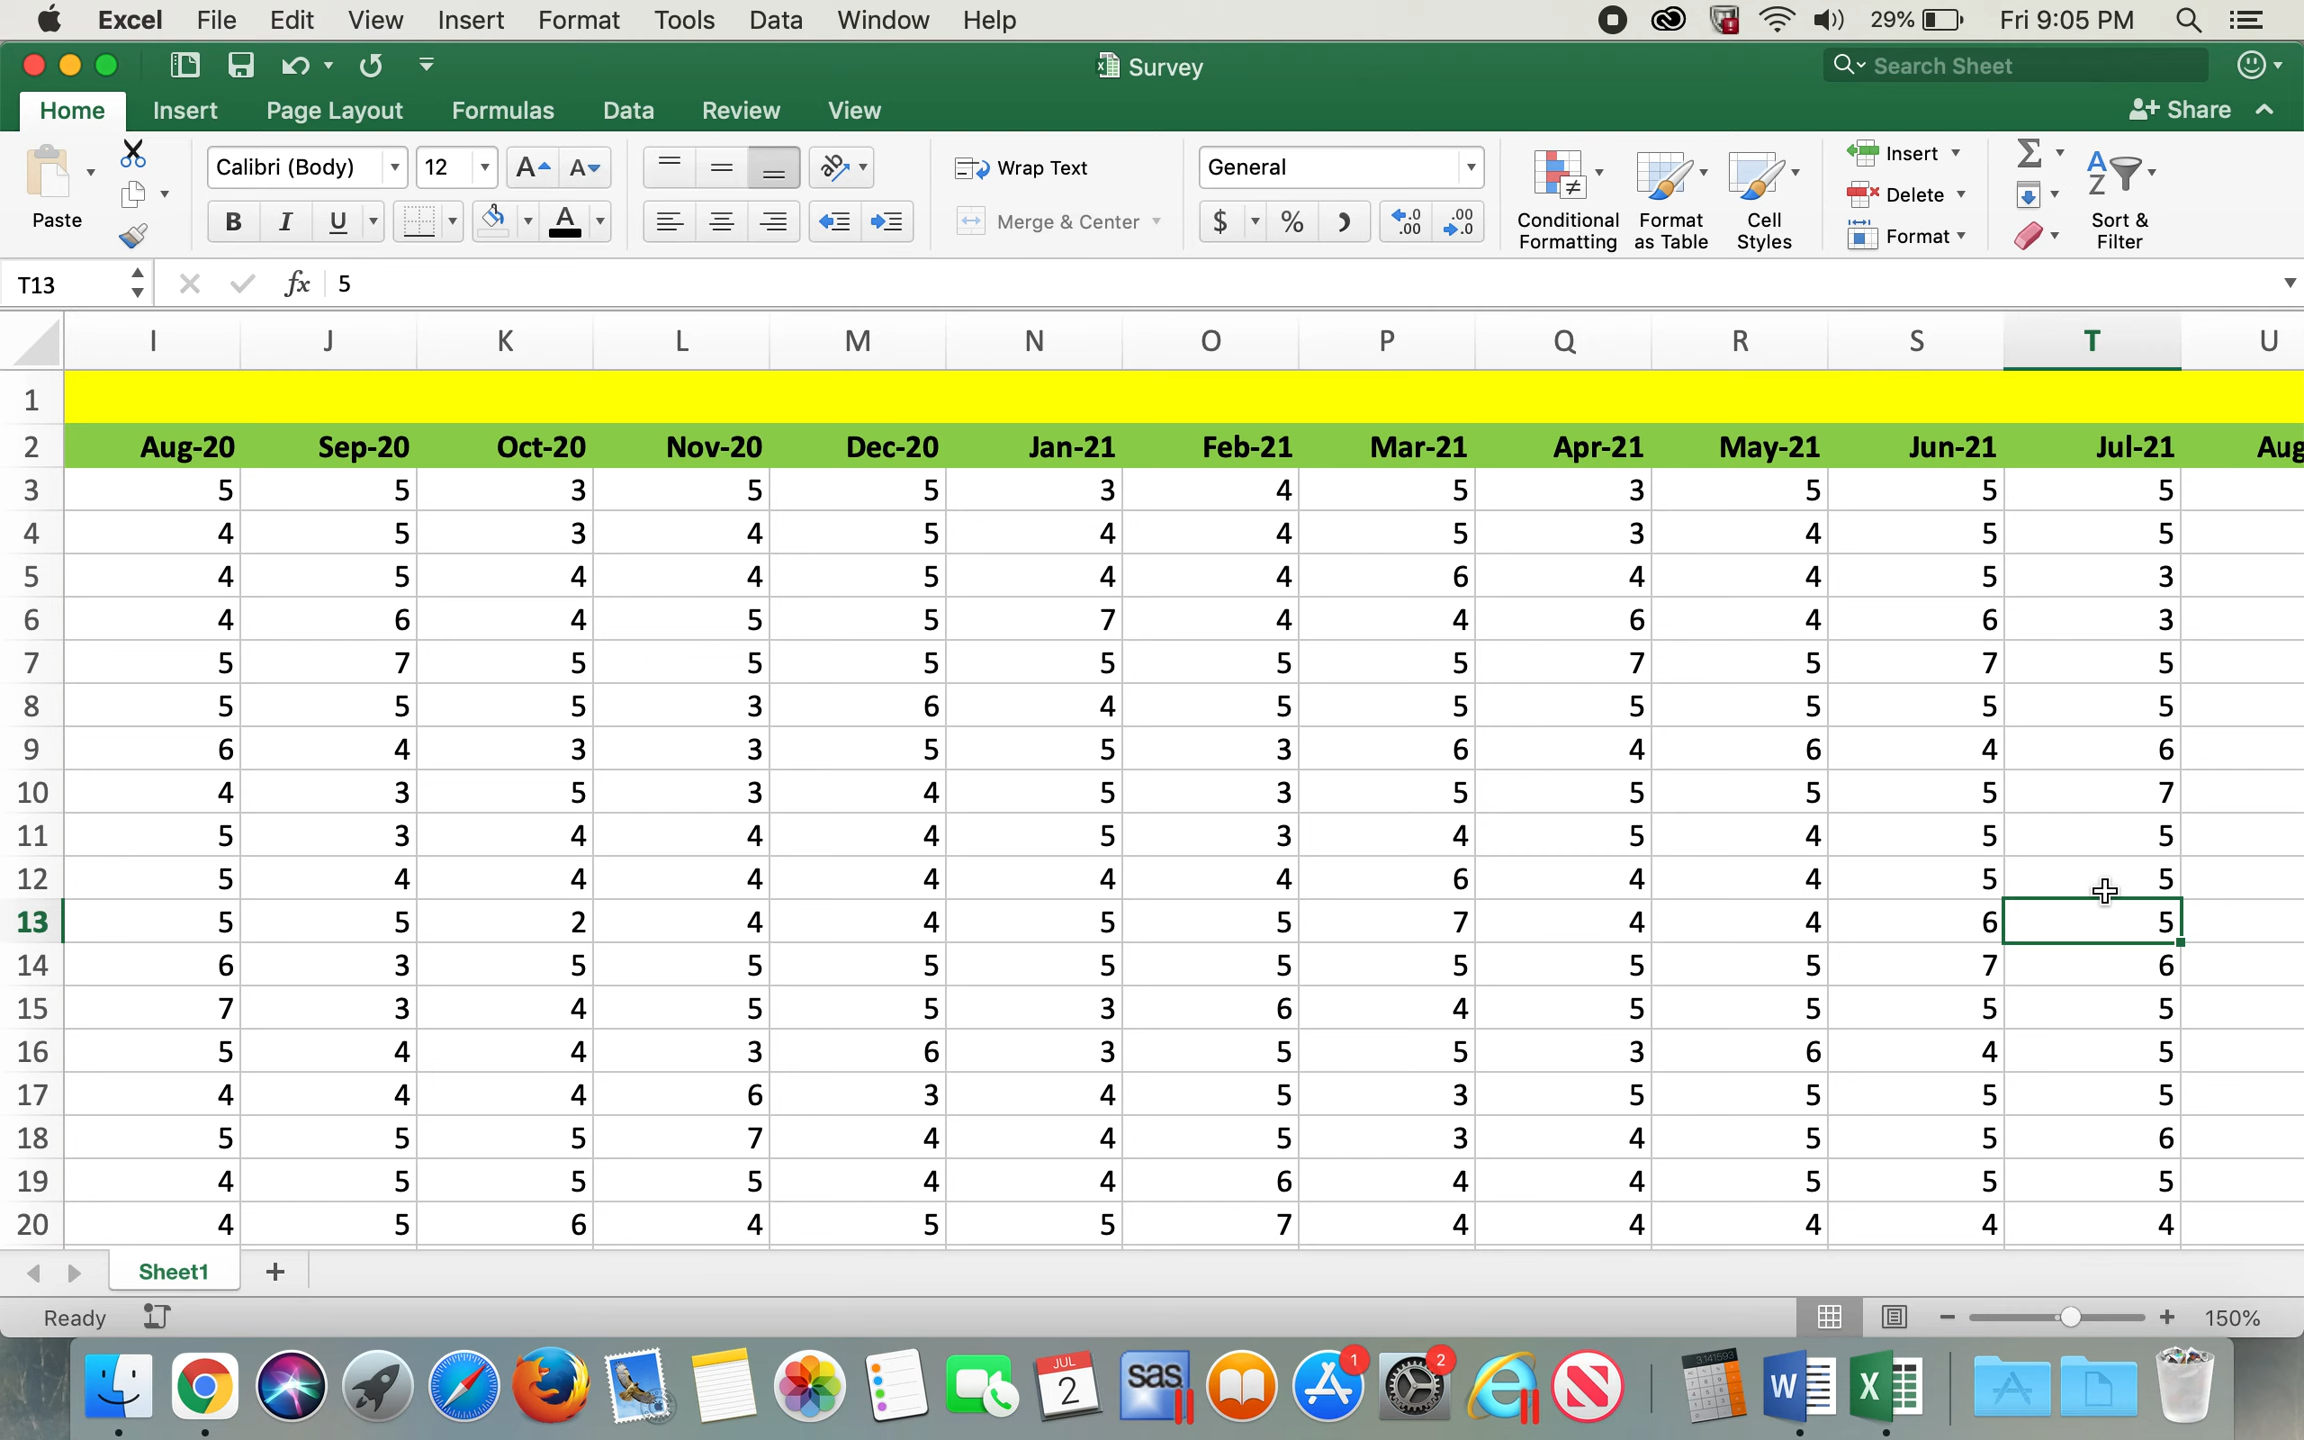 Excel File Edit View Insert Format Tools Data Window Help 29% Fri 9:05 PM
Survey Search Sheet
Home Insert Page Layout Formulas Data Review View Share
Paste Calibri (Body) 12 A A ab Wrap Text General Conditional Formatting Format as Table Cell Styles Insert Delete Format Sort & Filter
B I U A Merge & Center $ % .0 .00 .00 .0
T13 fx 5
I J K L M N O P Q R S T U
1
2 Aug-20 Sep-20 Oct-20 Nov-20 Dec-20 Jan-21 Feb-21 Mar-21 Apr-21 May-21 Jun-21 Jul-21 Aug
3 5 5 3 5 5 3 4 5 3 5 5 5
4 4 5 3 4 5 4 4 5 3 4 5 5
5 4 5 4 4 5 4 4 6 4 4 5 3
6 4 6 4 5 5 7 4 4 6 4 6 3
7 5 7 5 5 5 5 5 5 7 5 7 5
8 5 5 5 3 6 4 5 5 5 5 5 5
9 6 4 3 3 5 5 3 6 4 6 4 6
10 4 3 5 3 4 5 3 5 5 5 5 7
11 5 3 4 4 4 5 3 4 5 4 5 5
12 5 4 4 4 4 4 4 6 4 4 5 5
13 5 5 2 4 4 5 5 7 4 4 6 5
14 6 3 5 5 5 5 5 5 5 5 7 6
15 7 3 4 5 5 3 6 4 5 5 5 5
16 5 4 4 3 6 3 5 5 3 6 4 5
17 4 4 4 6 3 4 5 3 5 5 5 5
18 5 5 5 7 4 4 5 3 4 5 5 6
19 4 5 5 5 4 4 6 4 4 5 5 5
20 4 5 6 4 5 5 7 4 4 4 4 4
Sheet1 +
Ready 150%
JUL 2 sas 1 2 3.141593 W X